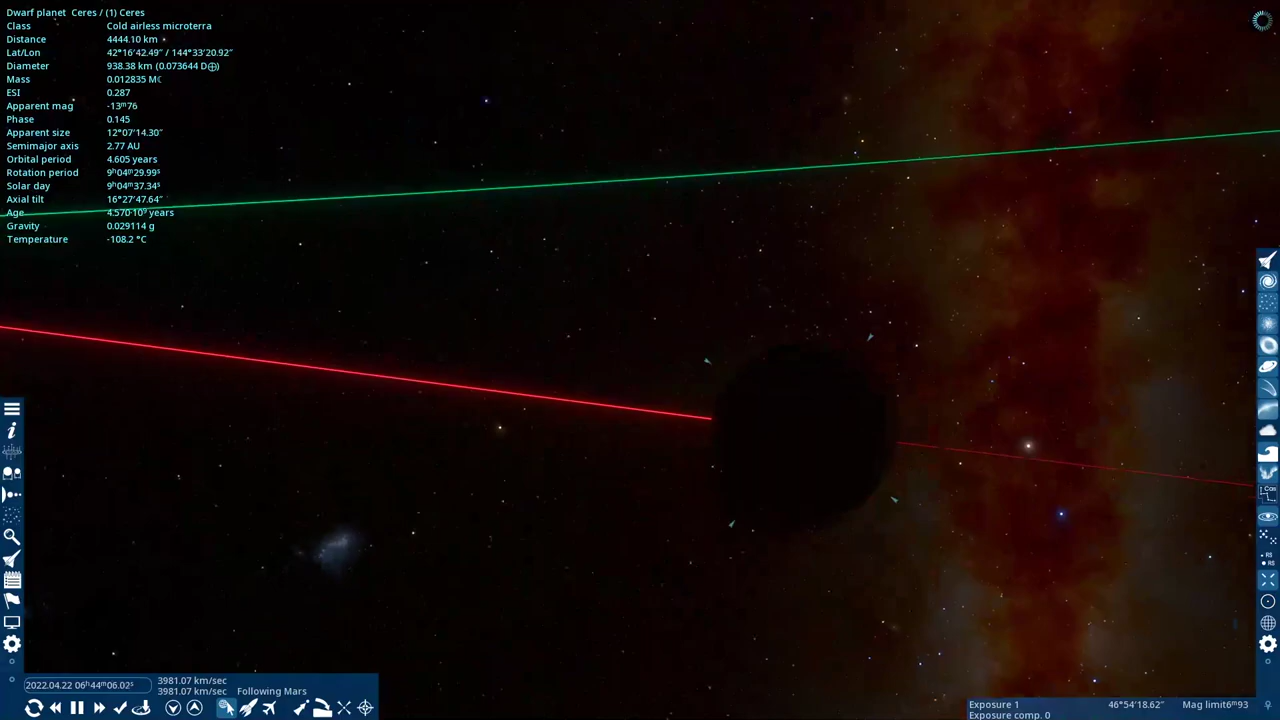 Dwarf planet Ceres / (1) Ceres
Class Cold airless microterra
Distance 4444.10 km
Lat/Lon 42°16′42.49″ / 144°33′20.92″
Diameter 938.38 km (0.073644 D⊕)
Mass 0.012835 M☾
ESI 0.287
Apparent mag -13ᵐ76
Phase 0.145
Apparent size 12°07′14.30″
Semimajor axis 2.77 AU
Orbital period 4.605 years
Rotation period 9ʰ04ᵐ29.99ˢ
Solar day 9ʰ04ᵐ37.34ˢ
Axial tilt 16°27′47.64″
Age 4.570·10⁹ years
Gravity 0.029114 g
Temperature -108.2 °C
RS
RS
2022.04.22 06ʰ44ᵐ06.02ˢ
3981.07 km/sec
3981.07 km/sec Following Mars
Exposure 1 46°54′18.62″ Mag limit6ᵐ93
Exposure comp. 0